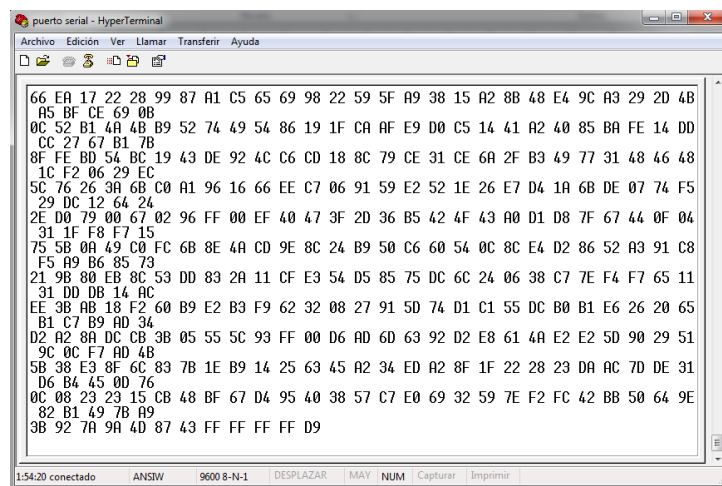 puerto serial - HyperTerminal
Archivo Edición Ver Llamar Transferir Ayuda
66 EA 17 22 28 99 87 A1 C5 65 69 98 22 59 5F A9 38 15 A2 8B 48 E4 9C A3 29 2D 4B
A5 BF CE 69 0B
0C 52 B1 4A 4B B9 52 74 49 54 86 19 1F CA AF E9 D0 C5 14 41 A2 40 85 BA FE 14 DD
CC 27 67 B1 7B
8F FE BD 54 BC 19 43 DE 92 4C C6 CD 18 8C 79 CE 31 CE 6A 2F B3 49 77 31 48 46 48
1C F2 06 29 EC
5C 76 26 3A 6B C0 A1 96 16 66 EE C7 06 91 59 E2 52 1E 26 E7 D4 1A 6B DE 07 74 F5
29 DC 12 64 24
2E D0 79 00 67 02 96 FF 00 EF 40 47 3F 2D 36 B5 42 4F 43 A0 D1 D8 7F 67 44 0F 04
31 1F F8 F7 15
75 5B 0A 49 C0 FC 6B 8E 4A CD 9E 8C 24 B9 50 C6 60 54 0C 8C E4 D2 86 52 A3 91 C8
F5 A9 B6 85 73
21 9B 80 EB 8C 53 DD 83 2A 11 CF E3 54 D5 85 75 DC 6C 24 06 38 C7 7E F4 F7 65 11
31 DD DB 14 AC
EE 3B AB 18 F2 60 B9 E2 B3 F9 62 32 08 27 91 5D 74 D1 C1 55 DC B0 B1 E6 26 20 65
B1 C7 B9 AD 34
D2 A2 8A DC CB 3B 05 55 5C 93 FF 00 D6 AD 6D 63 92 D2 E8 61 4A E2 E2 5D 90 29 51
9C 0C F7 AD 4B
5B 38 E3 8F 6C 83 7B 1E B9 14 25 63 45 A2 34 ED A2 8F 1F 22 28 23 DA AC 7D DE 31
D6 B4 45 0D 76
0C 08 23 23 15 CB 48 BF 67 D4 95 40 38 57 C7 E0 69 32 59 7E F2 FC 42 BB 50 64 9E
82 B1 49 7B A9
3B 92 7A 9A 4D 87 43 FF FF FF FF D9
1:54:20 conectado ANSIW 9600 8-N-1 DESPLAZAR MAY NUM Capturar Imprimir